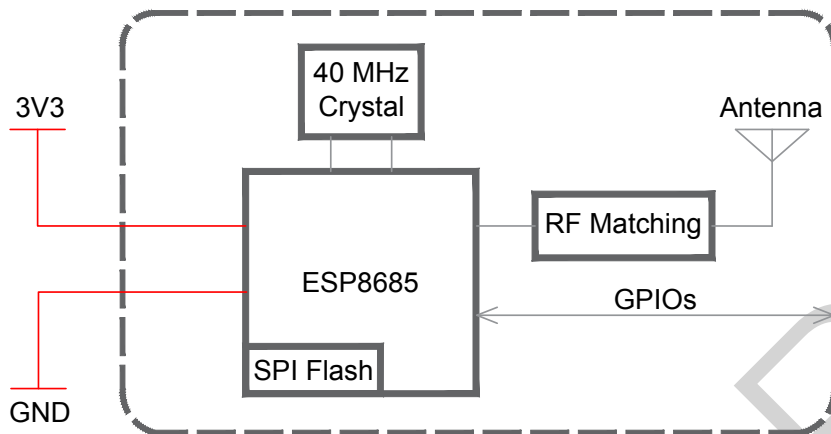 40 MHz
Crystal
3V3
Antenna
RF Matching
ESP8685
GPIOs
SPI Flash
GND